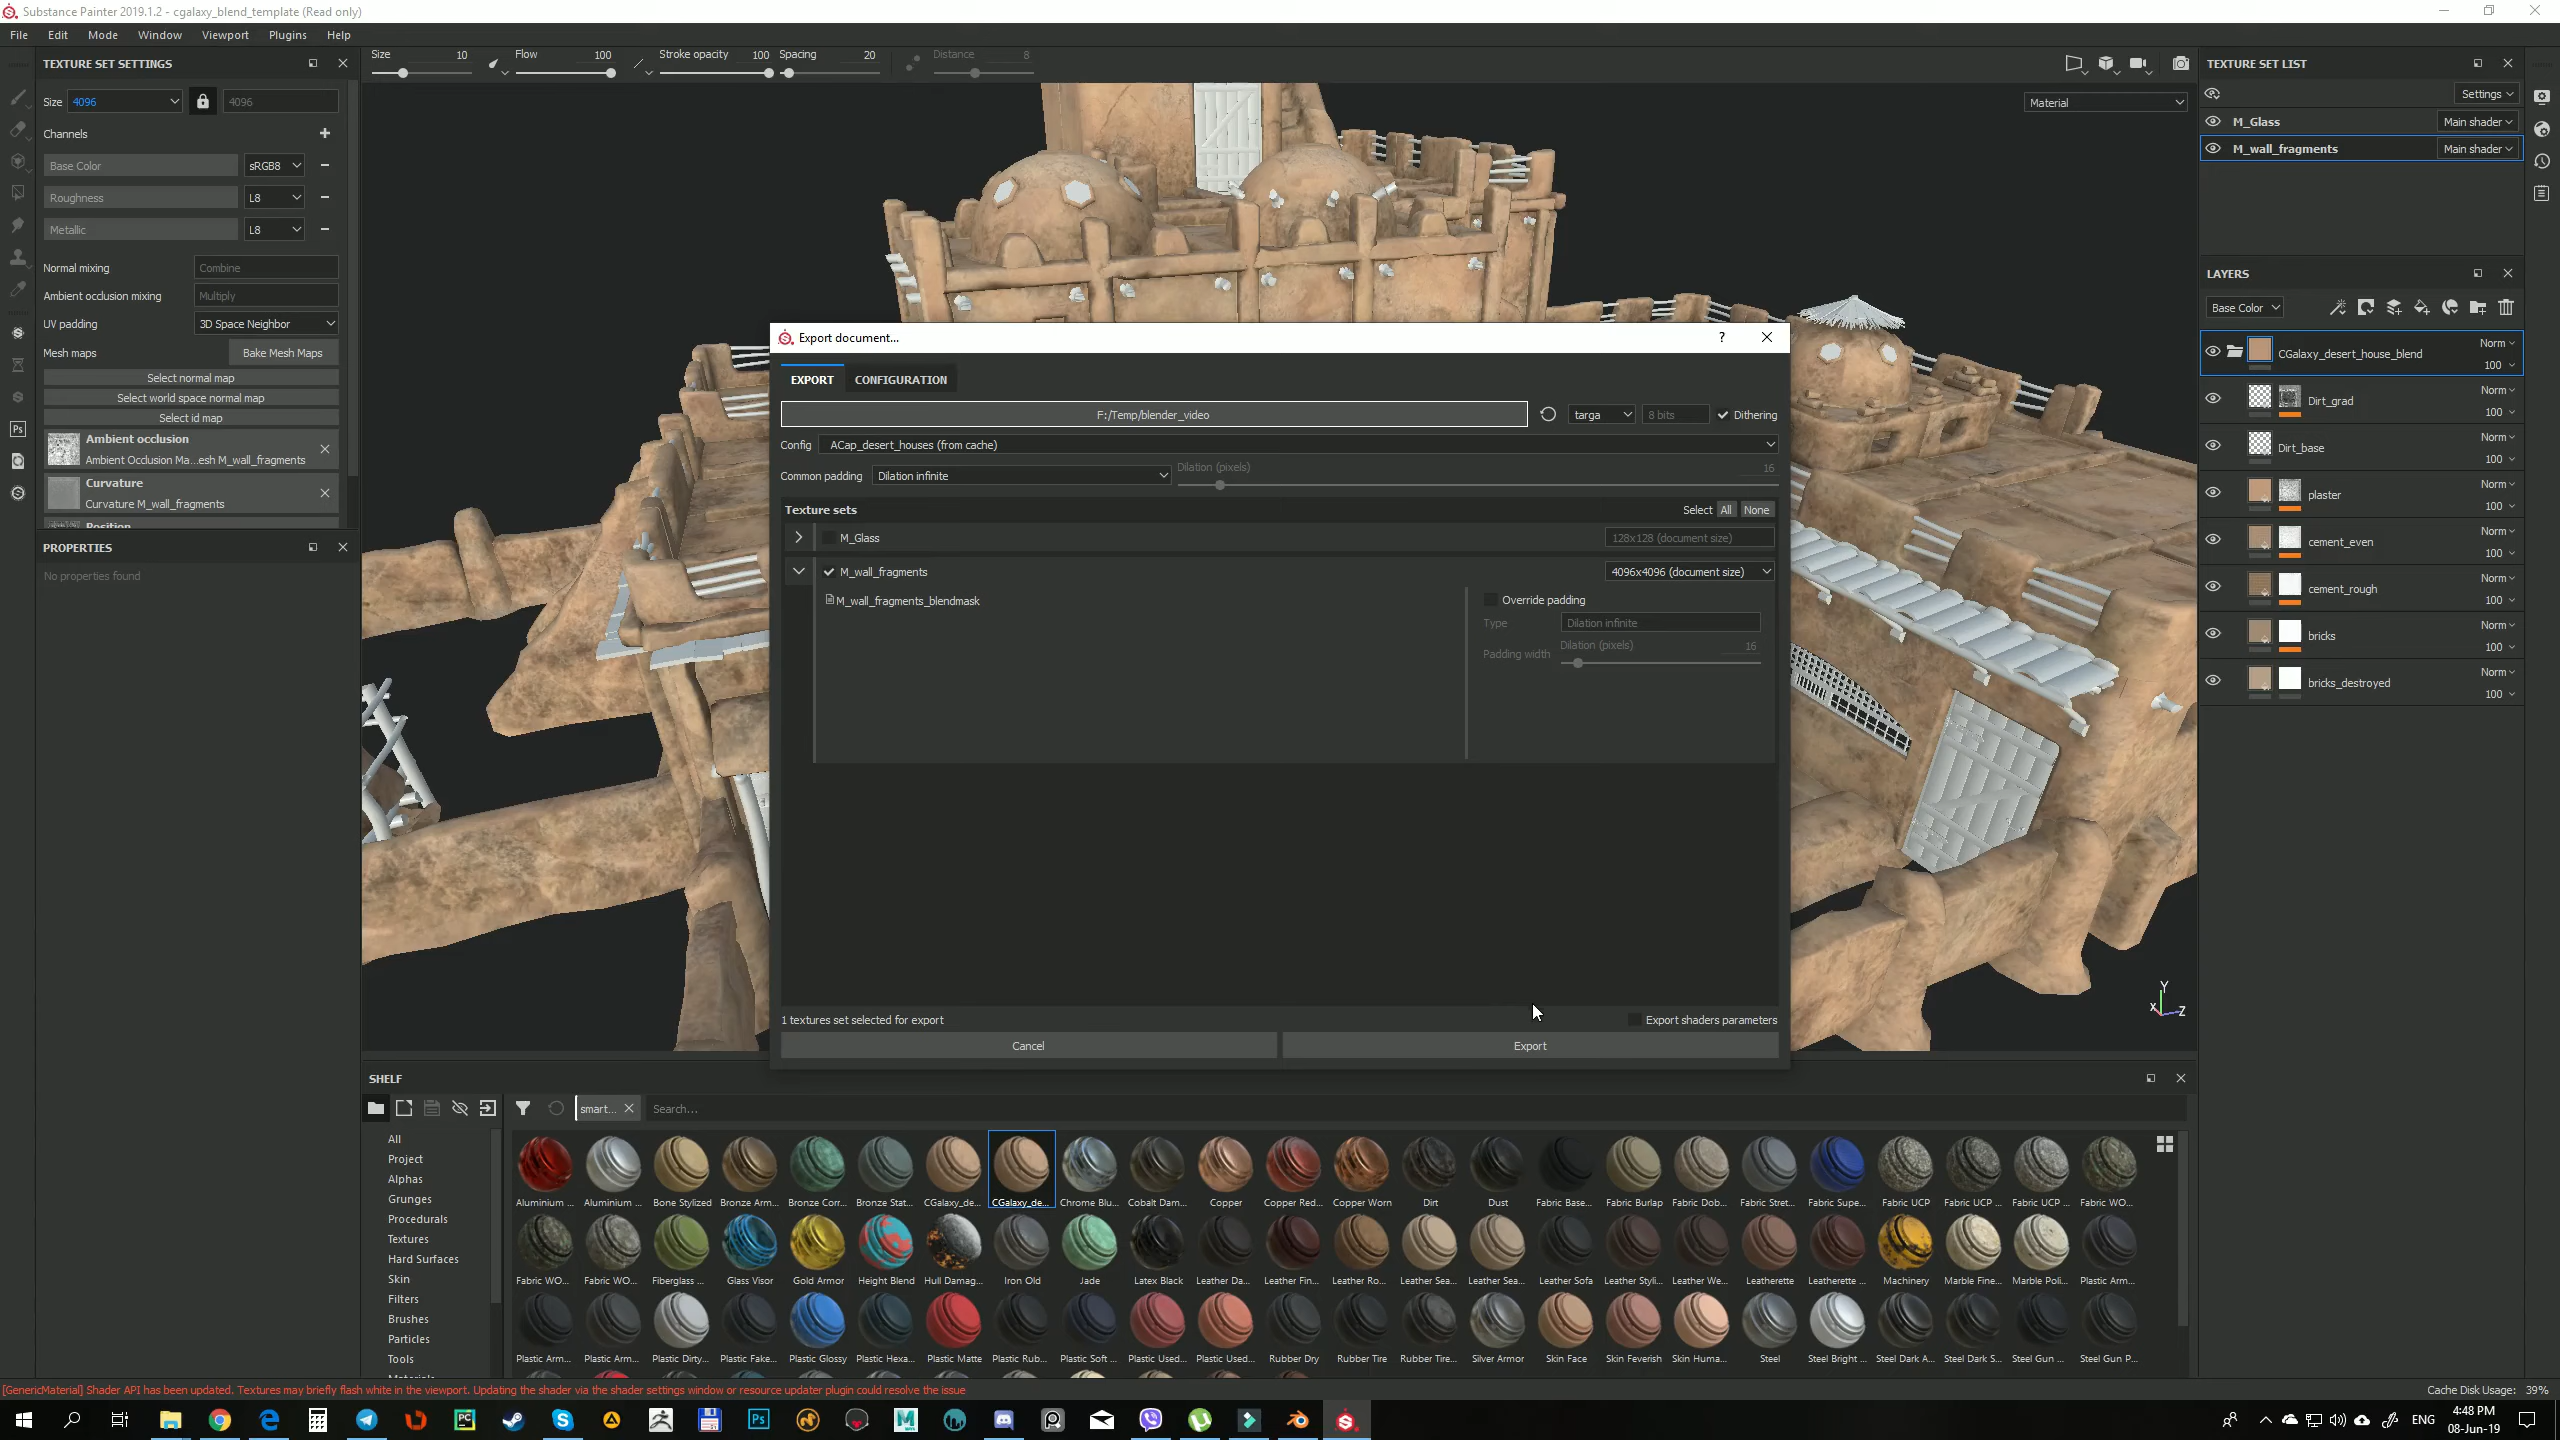 Substance Painter 2019.1.2 - cgalaxy_blend_template (Read only)
File Edit Mode Window Viewport Plugins Help
TEXTURE SET SETTINGS
Size 4096 4096
Channels
Base Color sRGB8
Roughness L8
Metallic L8
Normal mixing Combine
Ambient occlusion mixing Multiply
UV padding 3D Space Neighbor
Mesh maps Bake Mesh Maps
Select normal map
Select world space normal map
Select id map
Ambient occlusion
Ambient Occlusion Ma...esh M_wall_fragments
Curvature
Curvature M_wall_fragments
Position
PROPERTIES
No properties found
Size 10 Flow 100 Stroke opacity 100 Spacing 20 Distance 8
Material
Export document...
?
EXPORT CONFIGURATION
F:/Temp/blender_video targa 8 bits Dithering
Config ACap_desert_houses (from cache)
Common padding Dilation infinite Dilation (pixels) 16
Texture sets Select All None
M_Glass 128x128 (document size)
M_wall_fragments 4096x4096 (document size)
M_wall_fragments_blendmask
Override padding
Type Dilation infinite
Padding width Dilation (pixels) 16
1 textures set selected for export Export shaders parameters
Cancel Export
Y
X
Z
TEXTURE SET LIST
Settings
M_Glass Main shader
M_wall_fragments Main shader
LAYERS
Base Color
CGalaxy_desert_house_blend Norm 100
Dirt_grad Norm 100
Dirt_base Norm 100
plaster Norm 100
cement_even Norm 100
cement_rough Norm 100
bricks Norm 100
bricks_destroyed Norm 100
SHELF
smart... Search...
All
Project
Alphas
Grunges
Procedurals
Textures
Hard Surfaces
Skin
Filters
Brushes
Particles
Tools
Aluminium ... Aluminium ... Bone Stylized Bronze Arm... Bronze Corr... Bronze Stat... CGalaxy_de... CGalaxy_de... Chrome Blu... Cobalt Dam... Copper Copper Red... Copper Worn Dirt Dust Fabric Base... Fabric Burlap Fabric Dob... Fabric Stret... Fabric Supe... Fabric UCP Fabric UCP ... Fabric UCP ... Fabric WO...
Fabric WO... Fabric WO... Fiberglass ... Glass Visor Gold Armor Height Blend Hull Damag... Iron Old Jade Latex Black Leather Da... Leather Fin... Leather Ro... Leather Sea... Leather Sea... Leather Sofa Leather Styli... Leather We... Leatherette Leatherette ... Machinery Marble Fine... Marble Poli... Plastic Arm...
Plastic Arm... Plastic Arm... Plastic Dirty... Plastic Fake... Plastic Glossy Plastic Hexa... Plastic Matte Plastic Rub... Plastic Soft ... Plastic Used... Plastic Used... Rubber Dry Rubber Tire Rubber Tire... Silver Armor Skin Face Skin Feverish Skin Huma... Steel Steel Bright ... Steel Dark A... Steel Dark S... Steel Gun ... Steel Gun P...
[GenericMaterial] Shader API has been updated. Textures may briefly flash white in the viewport. Updating the shader via the shader settings window or resource updater plugin could resolve the issue
Cache Disk Usage: 39%
ENG
4:48 PM
08-Jun-19